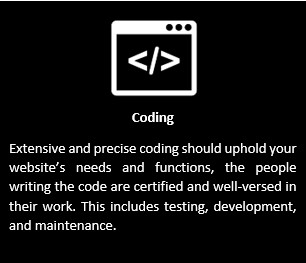 </>
Coding
Extensive and precise coding should uphold your
website’s needs and functions, the people
writing the code are certified and well-versed in
their work. This includes testing, development,
and maintenance.